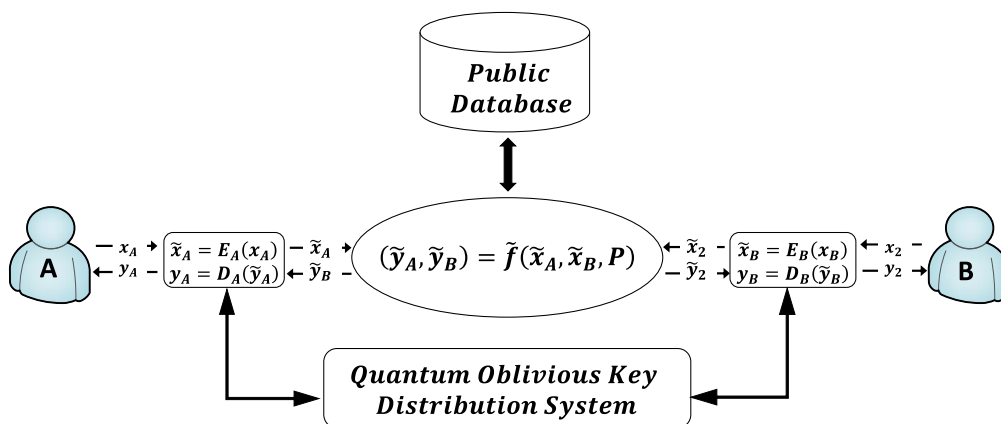 Public
Database
A
x_A
y_A
x̃_A = E_A(x_A)
y_A = D_A(ỹ_A)
x̃_A
ỹ_B
(ỹ_A, ỹ_B) = f̃(x̃_A, x̃_B, P)
x̃_2
ỹ_2
x̃_B = E_B(x_B)
y_B = D_B(ỹ_B)
x_2
y_2
B
Quantum Oblivious Key
Distribution System